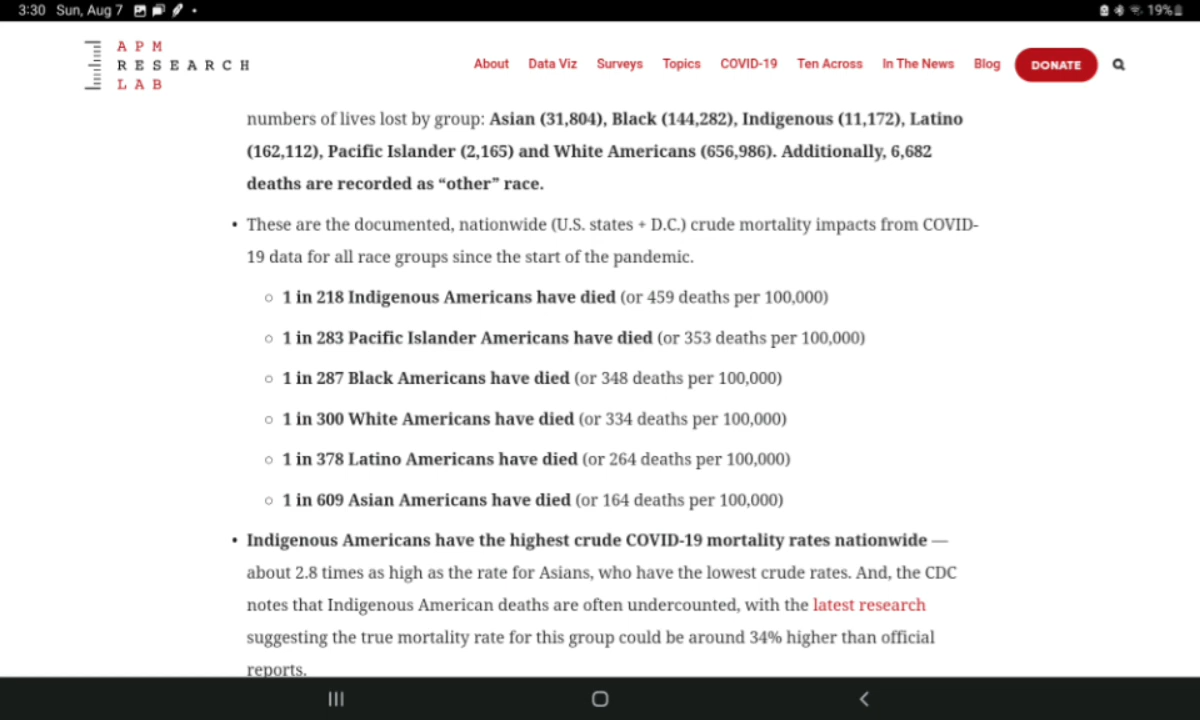 3:30 Sun, Aug 7
19%
APM
RESEARCH
LAB
About Data Viz Surveys Topics COVID-19 Ten Across In The News Blog DONATE
numbers of lives lost by group: Asian (31,804), Black (144,282), Indigenous (11,172), Latino
(162,112), Pacific Islander (2,165) and White Americans (656,986). Additionally, 6,682
deaths are recorded as “other” race.
• These are the documented, nationwide (U.S. states + D.C.) crude mortality impacts from COVID-
19 data for all race groups since the start of the pandemic.
○ 1 in 218 Indigenous Americans have died (or 459 deaths per 100,000)
○ 1 in 283 Pacific Islander Americans have died (or 353 deaths per 100,000)
○ 1 in 287 Black Americans have died (or 348 deaths per 100,000)
○ 1 in 300 White Americans have died (or 334 deaths per 100,000)
○ 1 in 378 Latino Americans have died (or 264 deaths per 100,000)
○ 1 in 609 Asian Americans have died (or 164 deaths per 100,000)
• Indigenous Americans have the highest crude COVID-19 mortality rates nationwide —
about 2.8 times as high as the rate for Asians, who have the lowest crude rates. And, the CDC
notes that Indigenous American deaths are often undercounted, with the latest research
suggesting the true mortality rate for this group could be around 34% higher than official
reports.